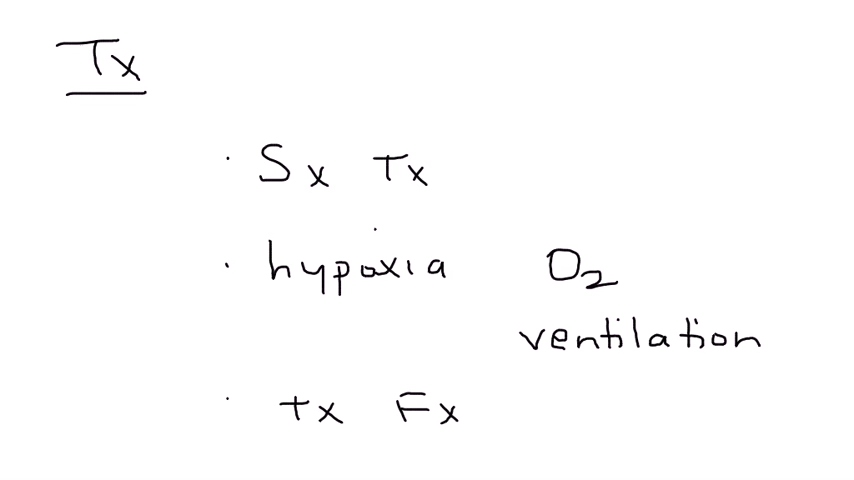 Tx
· Sx Tx
· hypoxia O₂
ventilation
· tx Fx